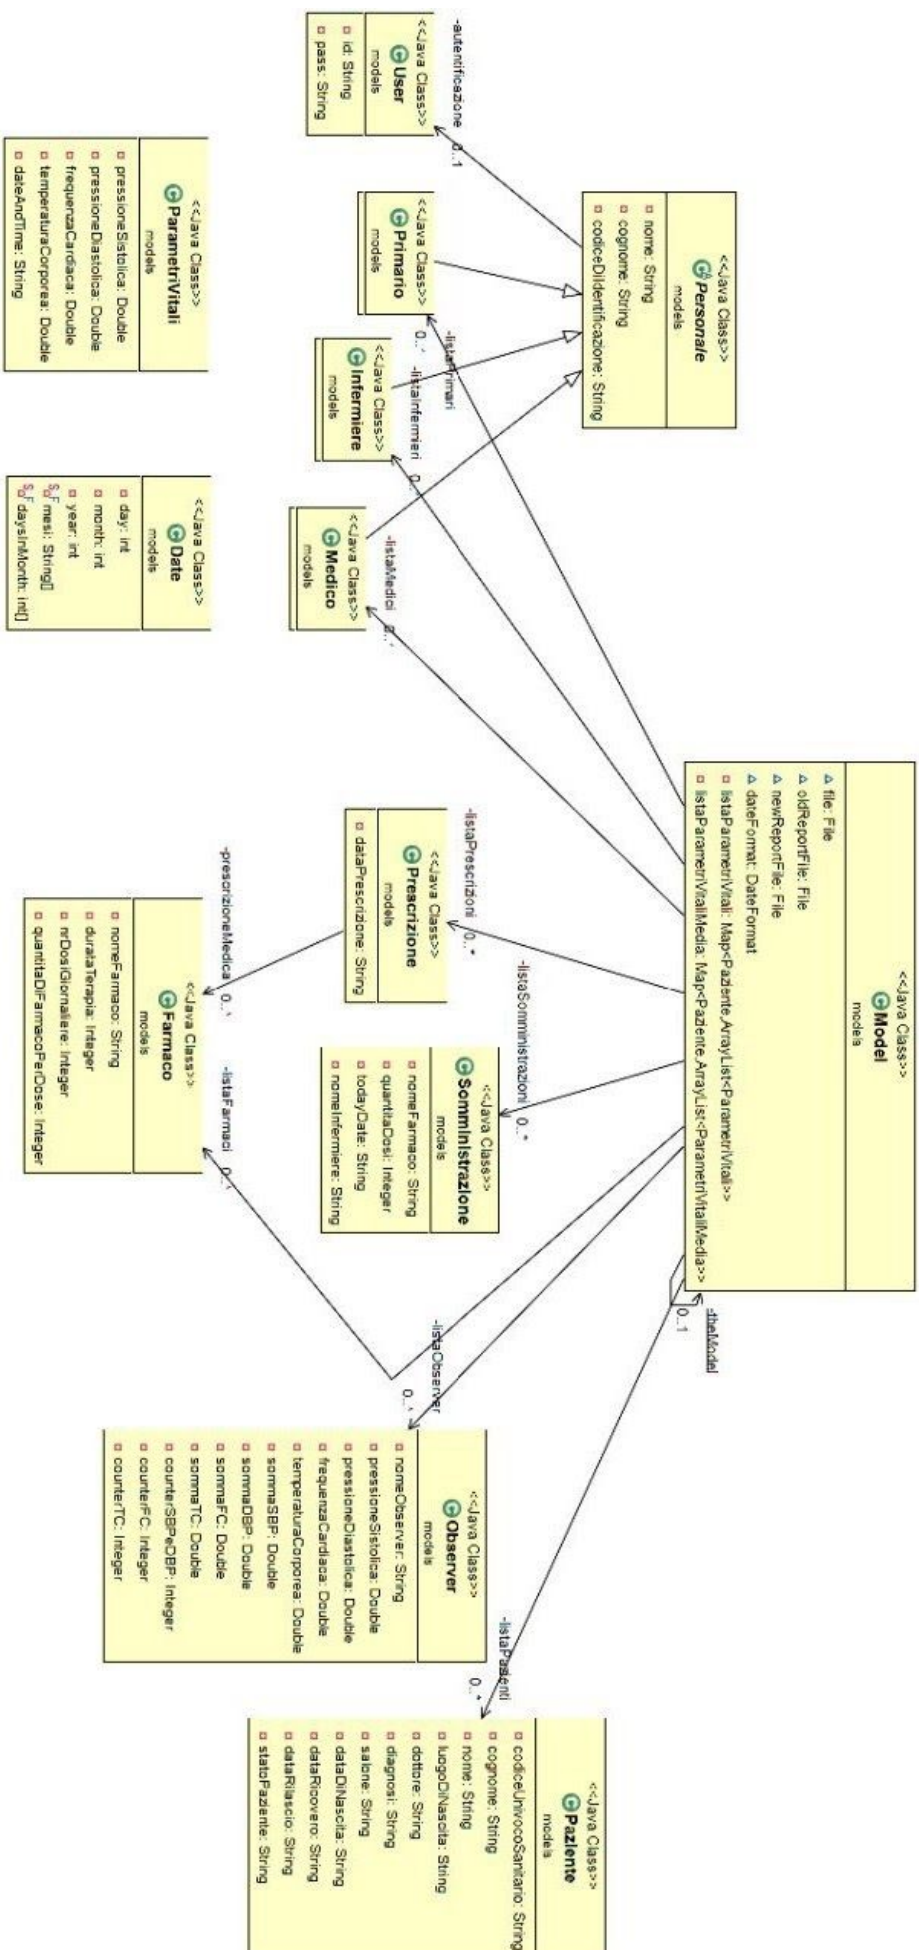 <<Java Class>>
Model
models
file: File
oldReportFile: File
newReportFile: File
dateFormat: DateFormat
listaParametriVitali: Map<Paziente,ArrayList<ParametriVitali>>
listaParametriVitaliMedia: Map<Paziente,ArrayList<ParametriVitaliMedia>>
-theModel
0..1
<<Java Class>>
Personale
models
nome: String
cognome: String
codiceDiIdentificazione: String
-autentificazione
0..1
<<Java Class>>
User
models
id: String
pass: String
<<Java Class>>
Primario
models
-listaPrimari
0..*
<<Java Class>>
Infermiere
models
-listaInfermieri
0..*
<<Java Class>>
Medico
models
-listaMedici
0..*
<<Java Class>>
Prescrizione
models
dataPrescrizione: String
-listaPrescrizioni
0..*
<<Java Class>>
Somministrazione
models
nomeFarmaco: String
quantitaDosi: Integer
todayDate: String
nomeInfermiere: String
-listaSomministrazioni
0..*
-listaObserver
0..*
<<Java Class>>
Observer
models
nomeObserver: String
pressioneSistolica: Double
pressioneDiastolica: Double
frequenzaCardiaca: Double
temperaturaCorporea: Double
sommaSBP: Double
sommaDBP: Double
sommaFC: Double
sommaTC: Double
counterSBPeDBP: Integer
counterFC: Integer
counterTC: Integer
-listaPazienti
0..*
<<Java Class>>
Paziente
models
codiceUnivocoSanitario: String
cognome: String
nome: String
luogoDiNascita: String
dottore: String
diagnosi: String
salone: String
dataDiNascita: String
dataRicovero: String
dataRilascio: String
statoPaziente: String
<<Java Class>>
ParametriVitali
models
pressioneSistolica: Double
pressioneDiastolica: Double
frequenzaCardiaca: Double
temperaturaCorporea: Double
dateAndTime: String
<<Java Class>>
Date
models
day: int
month: int
year: int
S F mesi: String[]
S F daysInMonth: int[]
-prescrizioneMedica
0..*
-listaFarmaci
0..*
<<Java Class>>
Farmaco
models
nomeFarmaco: String
durataTerapia: Integer
nrDosiGiornaliere: Integer
quantitaDiFarmacoPerDose: Integer